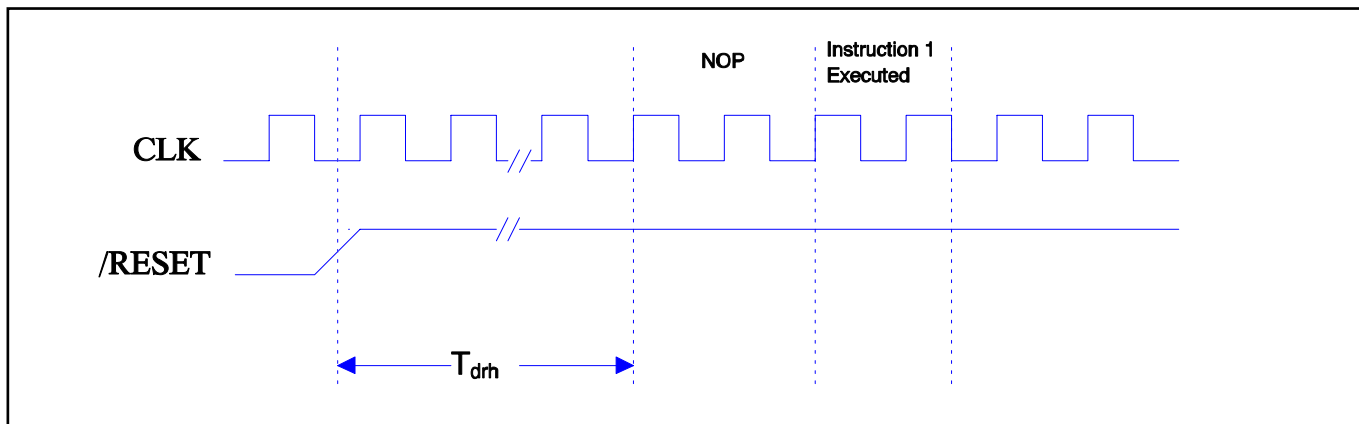 NOP
Instruction 1
Executed
CLK
/RESET
Tdrh